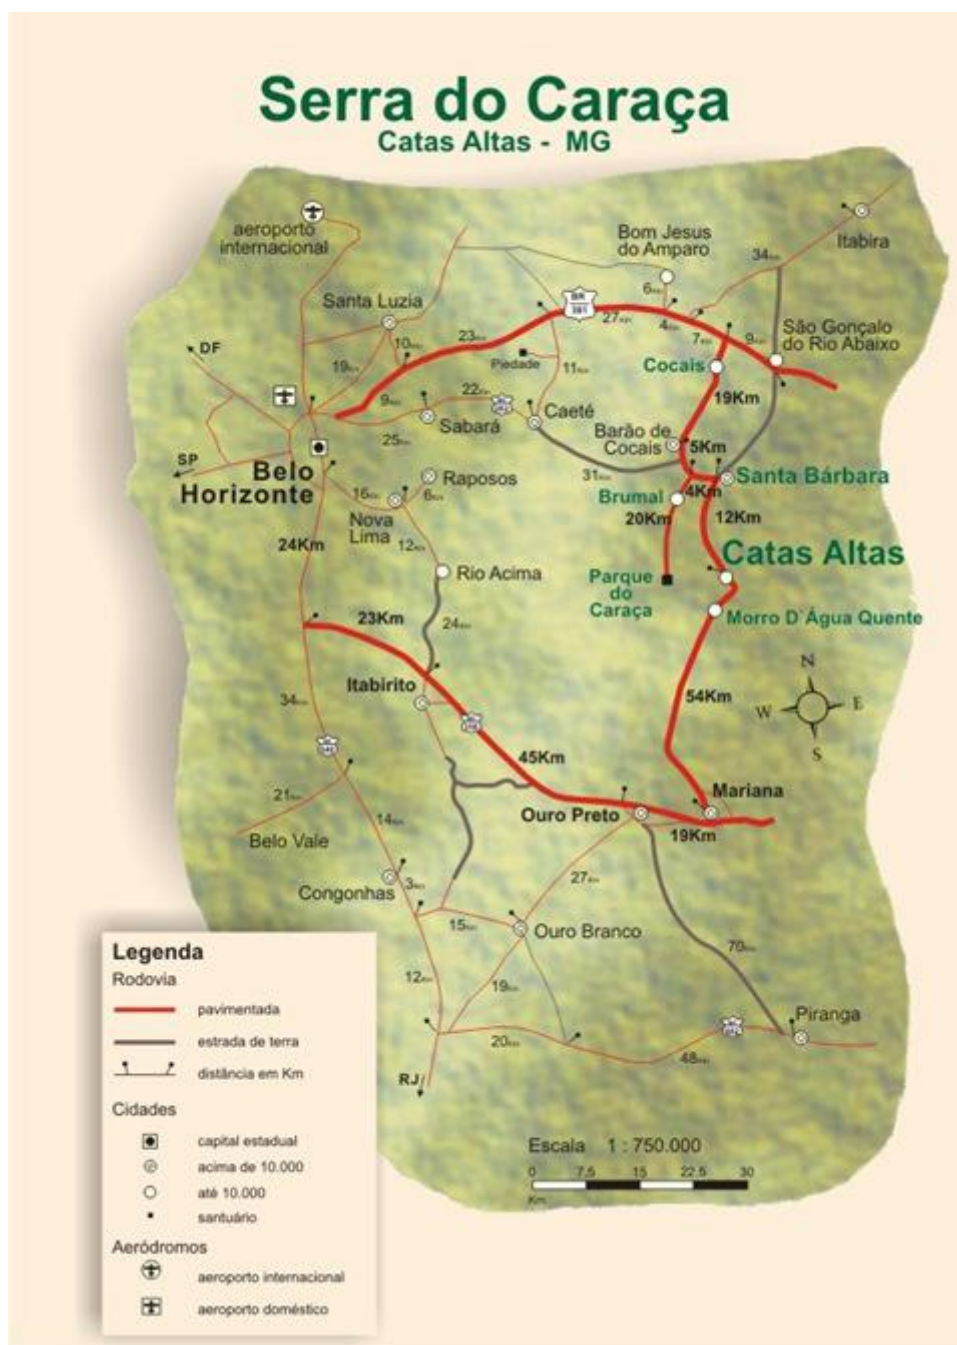 Serra do Caraça
Catas Altas - MG
aeroporto
internacional
Bom Jesus
do Amparo
Itabira
34Km
6Km
Santa Luzia
BR
381
27Km
4Km
7Km
9Km
São Gonçalo
do Rio Abaixo
DF
23Km
10Km
19Km
Piedade
11Km
Cocais
19Km
9Km
22Km
Caeté
Sabará
25Km
Barão de
Cocais
5Km
SP
Belo
Horizonte
31Km
Santa Bárbara
Raposos
16Km
6Km
Brumal
4Km
20Km
12Km
Nova
Lima
24Km
12Km
Catas Altas
Rio Acima
Parque
do
Caraça
23Km
24Km
Morro D`Água Quente
Itabirito
N
W
E
S
54Km
34Km
45Km
21Km
Mariana
14Km
Ouro Preto
19Km
Belo Vale
Congonhas
3Km
27Km
15Km
Ouro Branco
70Km
12Km
19Km
Piranga
20Km
48Km
RJ
Escala 1 : 750.000
0 7,5 15 22,5 30
Km
Legenda
Rodovia
pavimentada
estrada de terra
distância em Km
Cidades
capital estadual
acima de 10.000
até 10.000
santuário
Aeródromos
aeroporto internacional
aeroporto doméstico